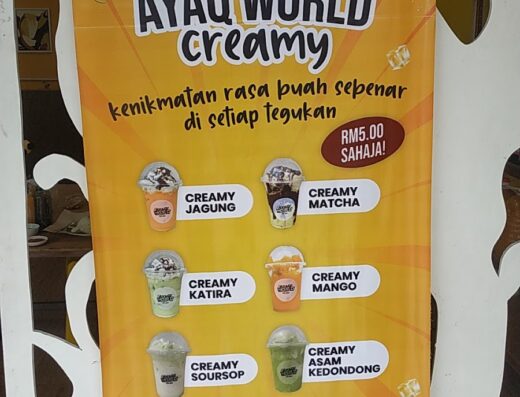 AYAQ WORLD
creamy
kenikmatan rasa buah sebenar
di setiap tegukan
RM5.00
SAHAJA!
CREAMY
JAGUNG
CREAMY
MATCHA
CREAMY
KATIRA
CREAMY
MANGO
CREAMY
SOURSOP
CREAMY
ASAM
KEDONDONG